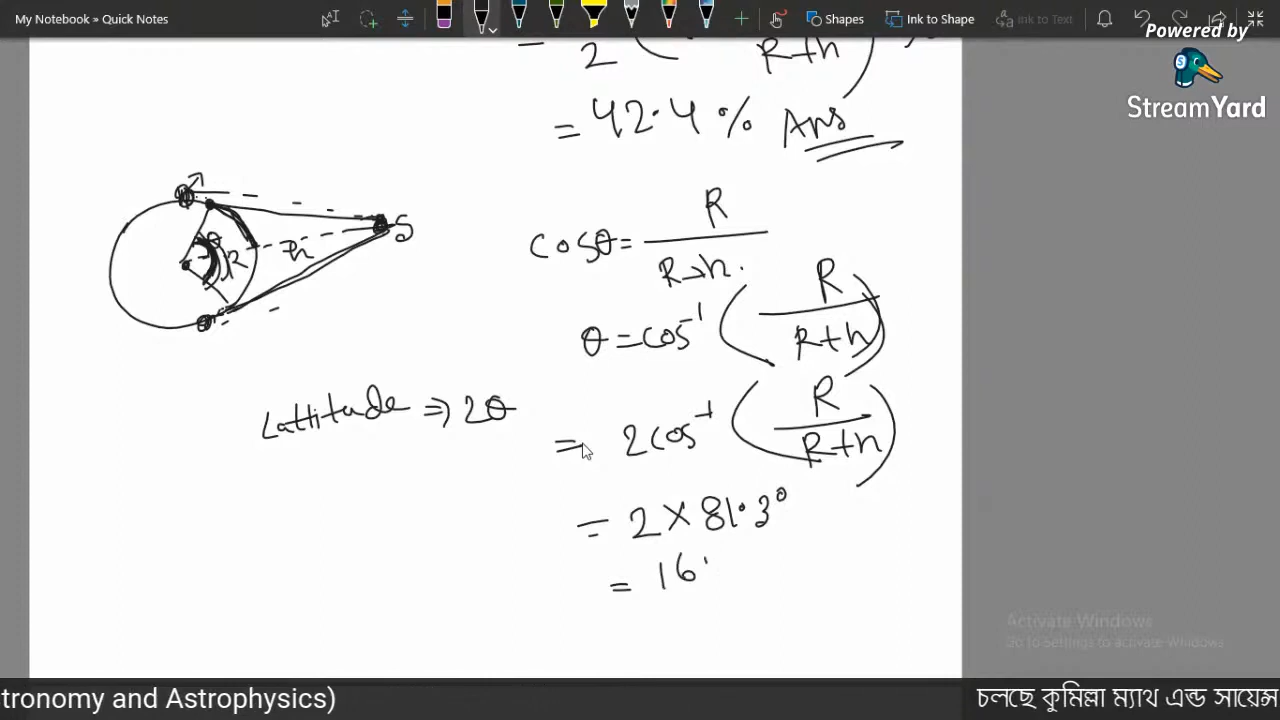 My Notebook » Quick Notes
Shapes
Ink to Shape
Ink to Text
Powered by
StreamYard
2
R+h
= 42.4 % Ans
S
θ
R
h
cosθ = R / R+h.
θ = cos⁻¹ ( R / R+h )
Lattitude ⇒ 2θ
= 2cos⁻¹ ( R / R+h )
= 2 × 81.3°
= 16
Activate Windows
Go to Settings to activate Windows.
tronomy and Astrophysics)
চলছে কুমিল্লা ম্যাথ এন্ড সায়েন্স